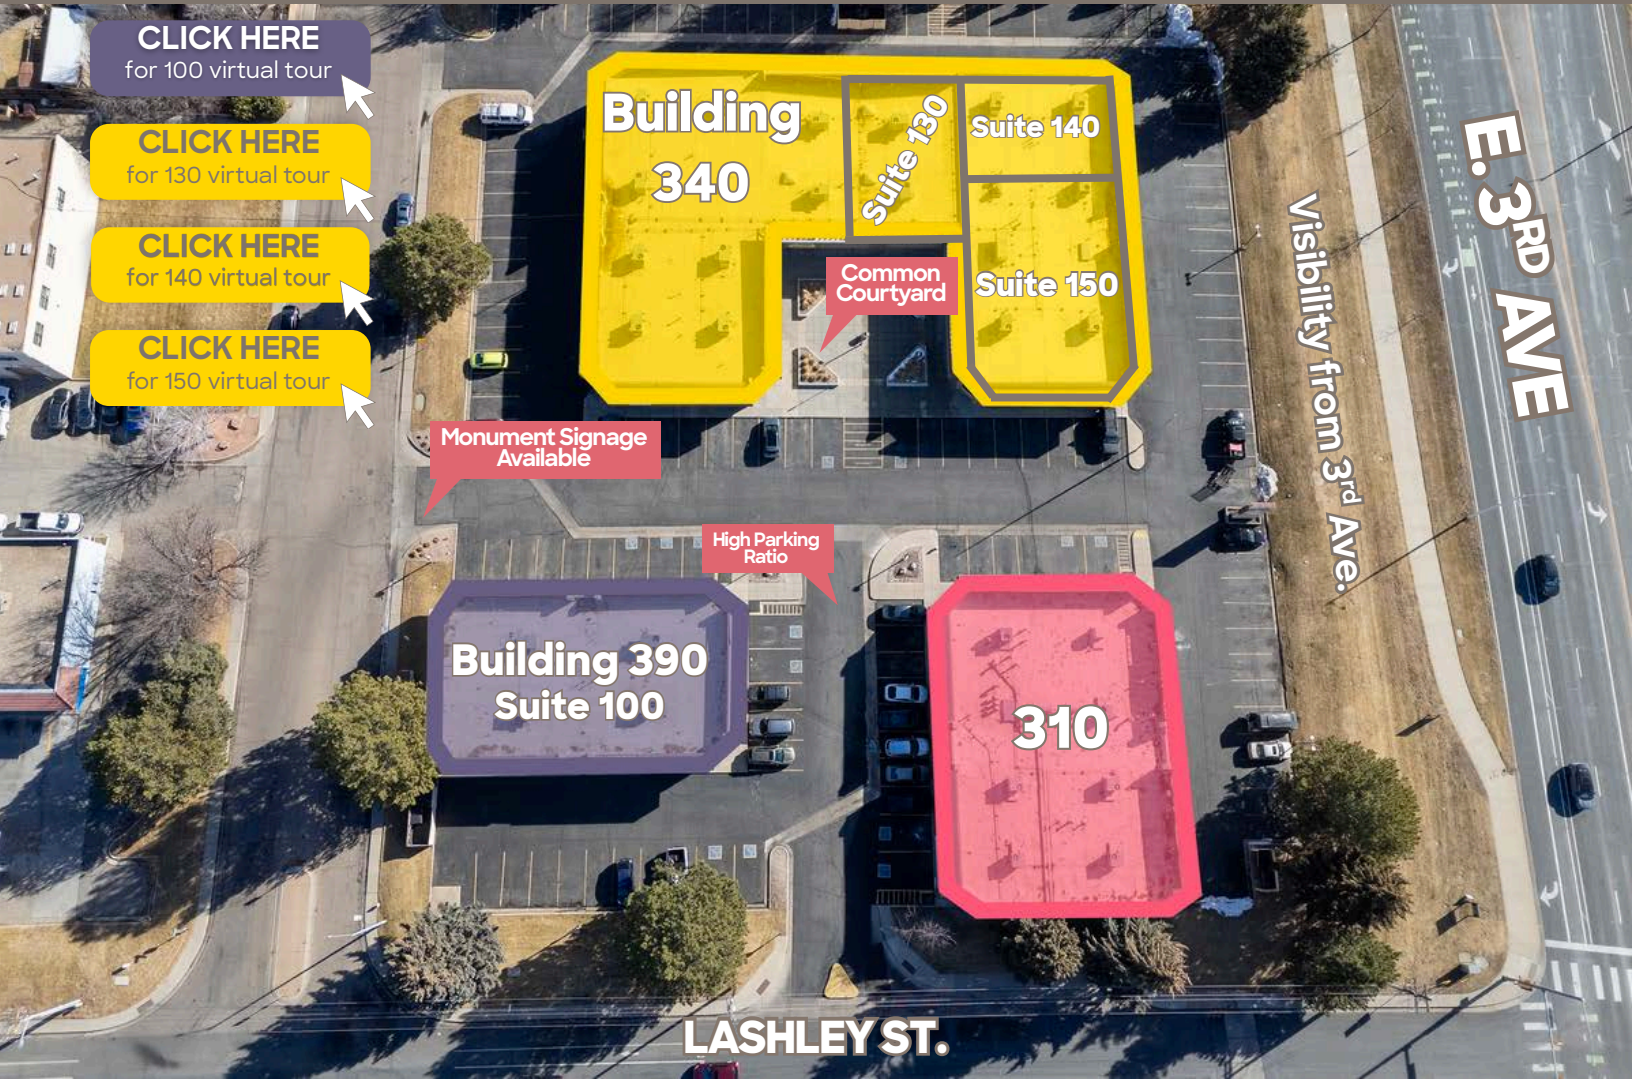 CLICK HERE
for 100 virtual tour
CLICK HERE
for 130 virtual tour
CLICK HERE
for 140 virtual tour
CLICK HERE
for 150 virtual tour
Building
340
Suite 130
Suite 140
Suite 150
Common
Courtyard
Monument Signage
Available
High Parking
Ratio
Building 390
Suite 100
310
Visibility from 3rd Ave.
E. 3RD AVE
LASHLEY ST.